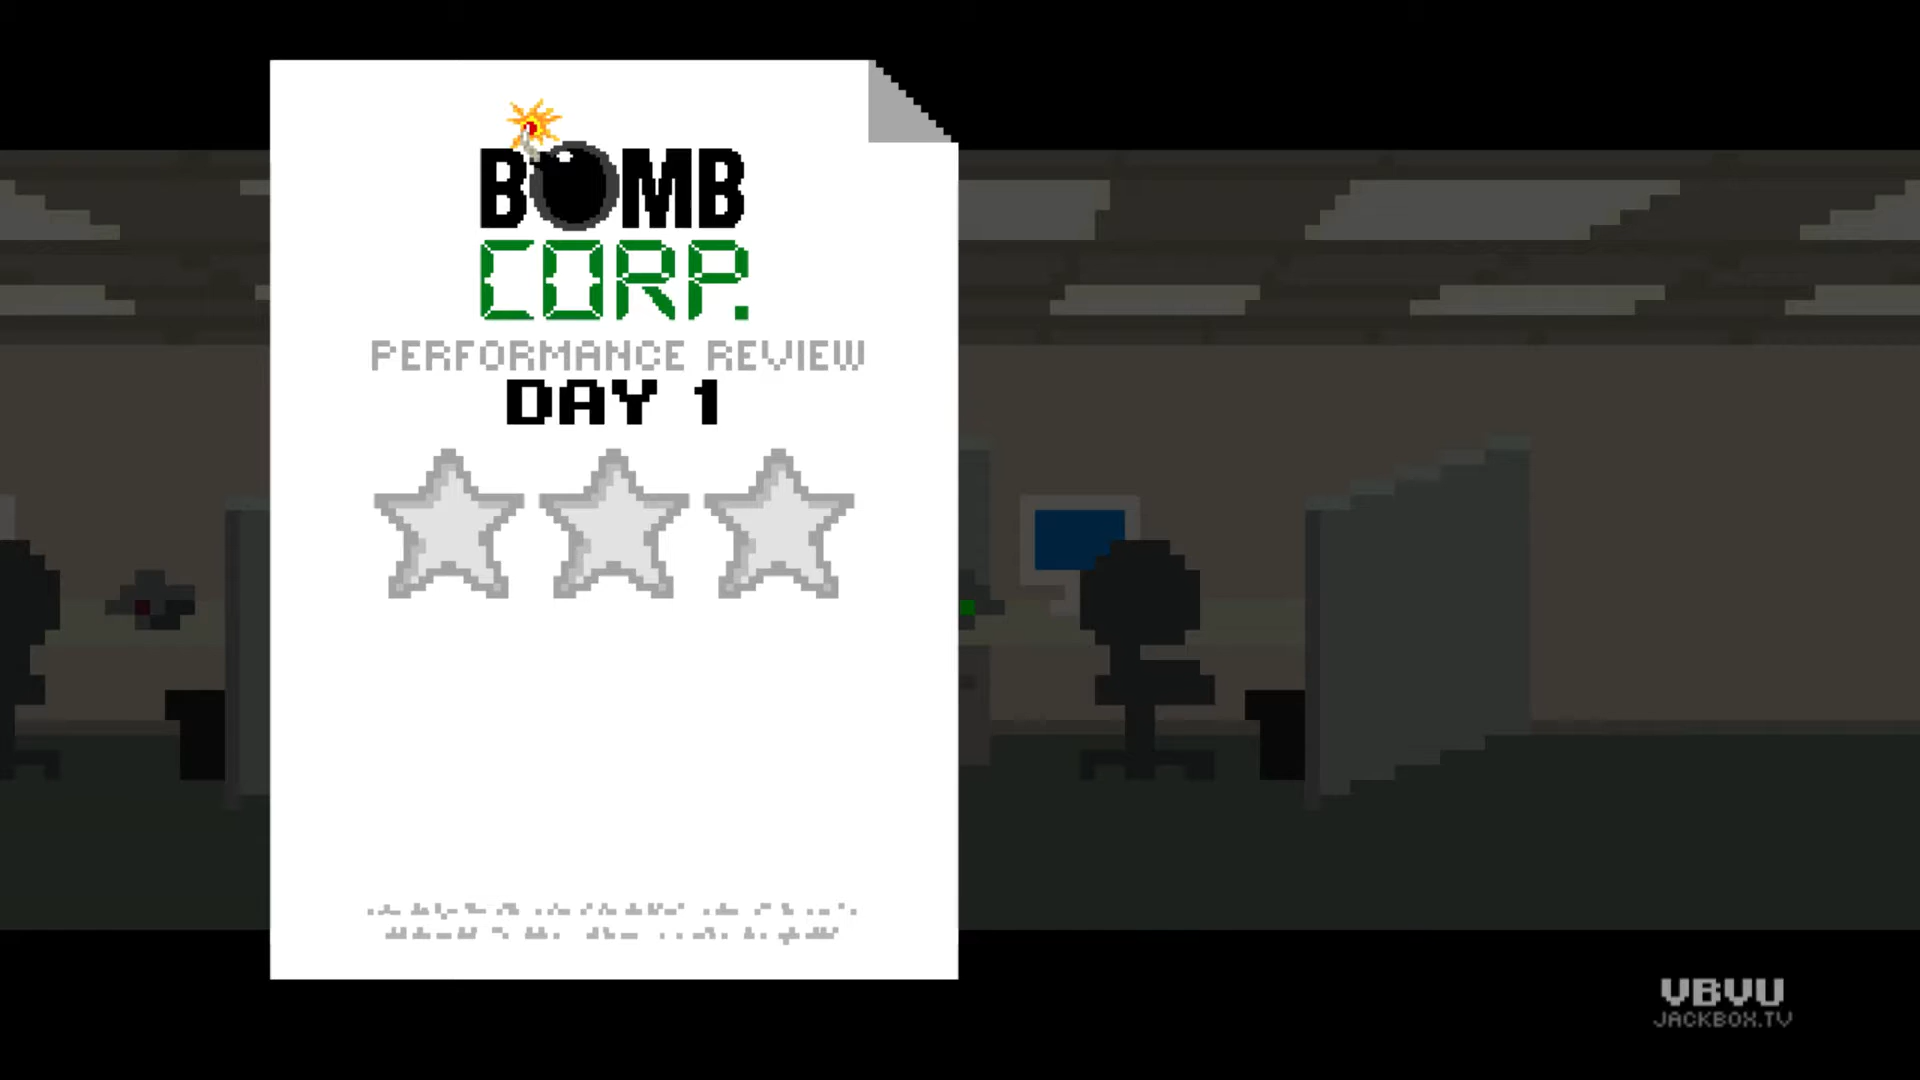 BOMB
CORP.
PERFORMANCE REVIEW
DAY 1
VBVU
JACKBOX.TV